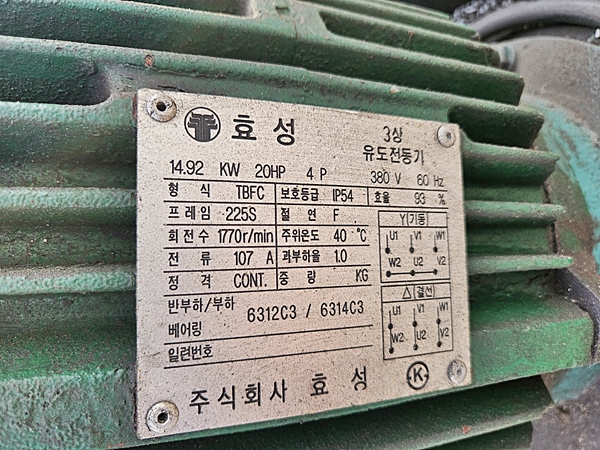 효성
3상
유도전동기
14.92 KW 20HP 4 P 380 V 60 Hz
형 식 TBFC 보호등급 IP54 효율 93 %
프레임 225S 절 연 F
회전수 1770r/min 주위온도 40 °C
전 류 107 A 과부하율 1.0
정 격 CONT. 중 량 KG
반부하/부하
베어링 6312C3 / 6314C3
일련번호
Y(기동)
U1 V1 W1
W2 U2 V2
△(결선)
U1 V1 W1
W2 U2 V2
주식회사 효성
K